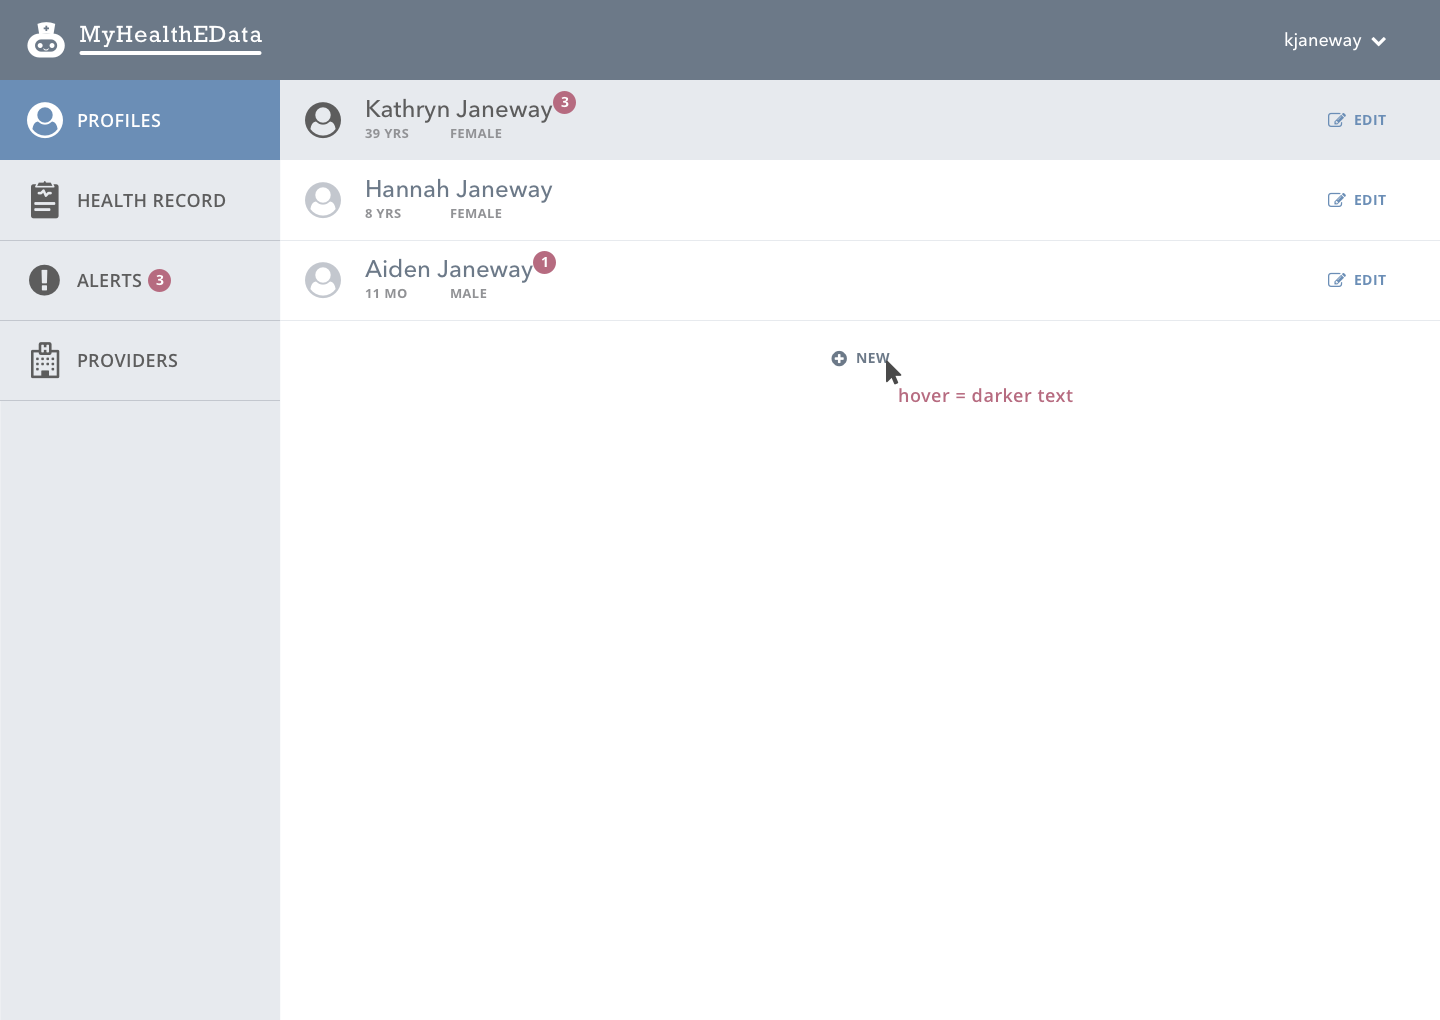 MyHealthEData
kjaneway
PROFILES
HEALTH RECORD
ALERTS 3
PROVIDERS
Kathryn Janeway 3
39 YRS FEMALE
EDIT
Hannah Janeway
8 YRS FEMALE
EDIT
Aiden Janeway 1
11 MO MALE
EDIT
NEW
hover = darker text